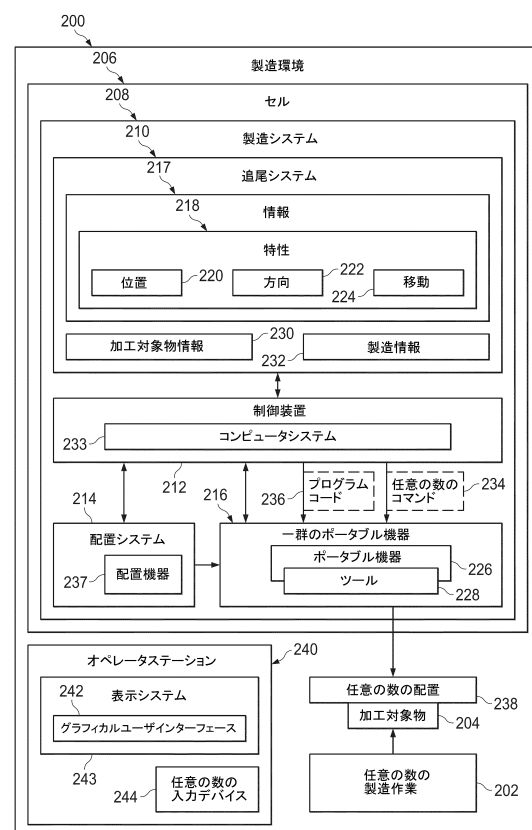 200
製造環境
206
セル
208
製造システム
210
追尾システム
217
情報
218
特性
位置
220
方向
222
移動
224
加工対象物情報
230
製造情報
232
制御装置
コンピュータシステム
233
212
プログラム
コード
236
任意の数の
コマンド
234
214
配置システム
配置機器
237
216
一群のポータブル機器
ポータブル機器
226
ツール
228
オペレータステーション
240
表示システム
242
グラフィカルユーザインターフェース
243
任意の数の
入力デバイス
244
任意の数の配置
238
加工対象物
204
任意の数の
製造作業
202